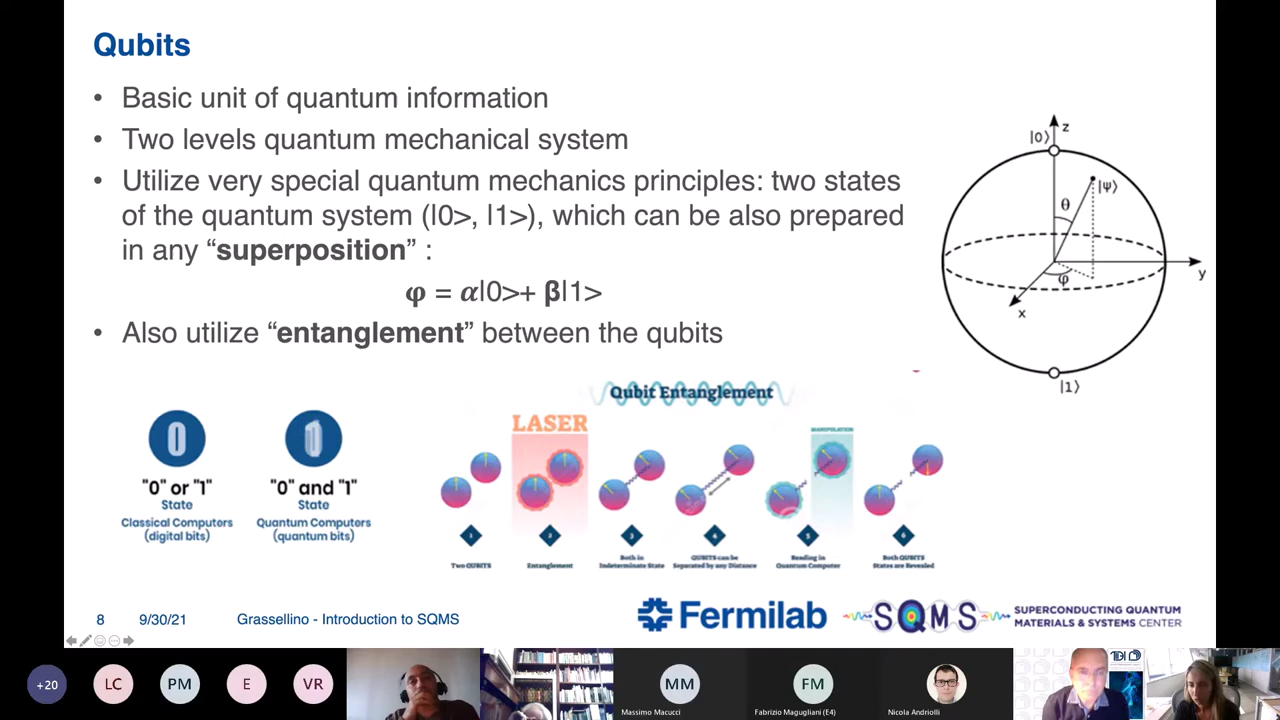 Qubits
• Basic unit of quantum information
• Two levels quantum mechanical system
• Utilize very special quantum mechanics principles: two states
of the quantum system (|0>, |1>), which can be also prepared
in any “superposition” :
𝛗 = 𝜶|0>+ β|1>
• Also utilize “entanglement” between the qubits
z
|0⟩
|ψ⟩
θ
y
φ
x
|1⟩
0
"0" or "1"
State
Classical Computers
(digital bits)
"0" and "1"
State
Quantum Computers
(quantum bits)
Qubit Entanglement
LASER
MANIPULATION
1
2
3
4
5
6
Two QUBITS
Entanglement
Both in
Indeterminate State
QUBITS can be
Separated by any Distance
Reading in
Quantum Computer
Both QUBITS
States are Revealed
8
9/30/21
Grassellino - Introduction to SQMS
Fermilab
SQMS
SUPERCONDUCTING QUANTUM
MATERIALS & SYSTEMS CENTER
+20
LC
PM
E
VR
MM
Massimo Macucci
FM
Fabrizio Magugliani (E4)
Nicola Andriolli